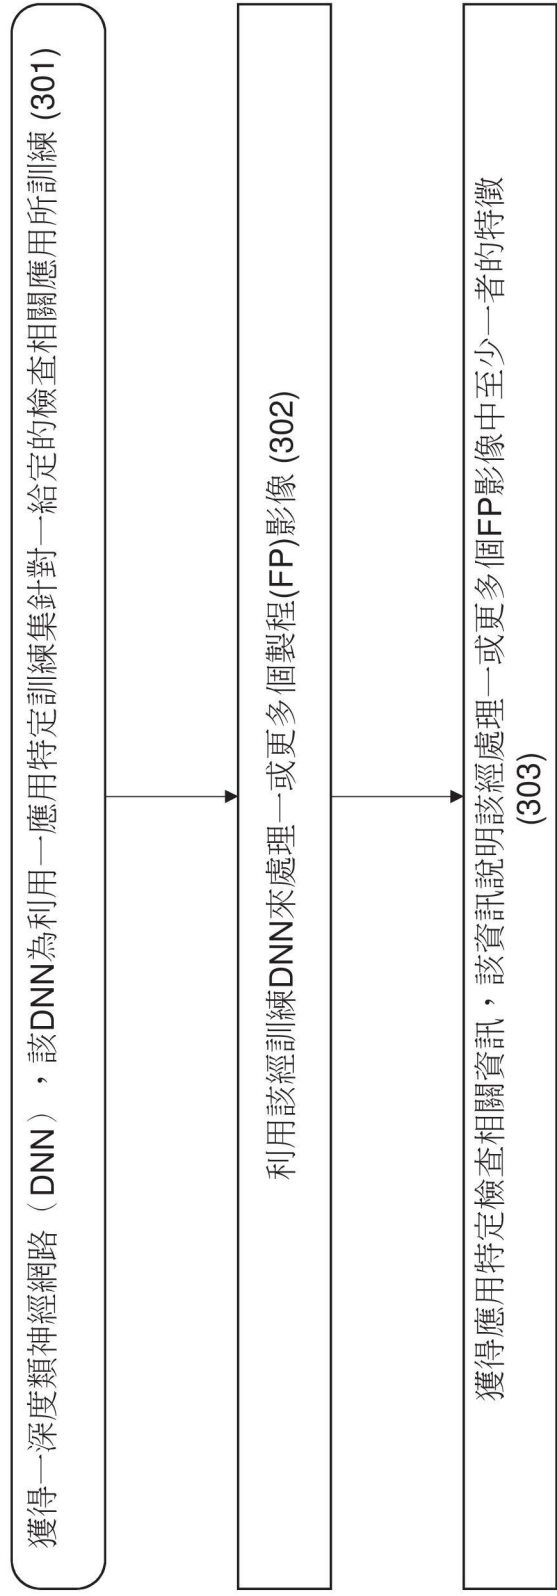 獲得一深度類神經網路（DNN），該DNN為利用一應用特定訓練集針對一給定的檢查相關應用所訓練 (301)
利用該經訓練DNN來處理一或更多個製程(FP)影像 (302)
獲得應用特定檢查相關資訊，該資訊說明該經處理一或更多個FP影像中至少一者的特徵
(303)